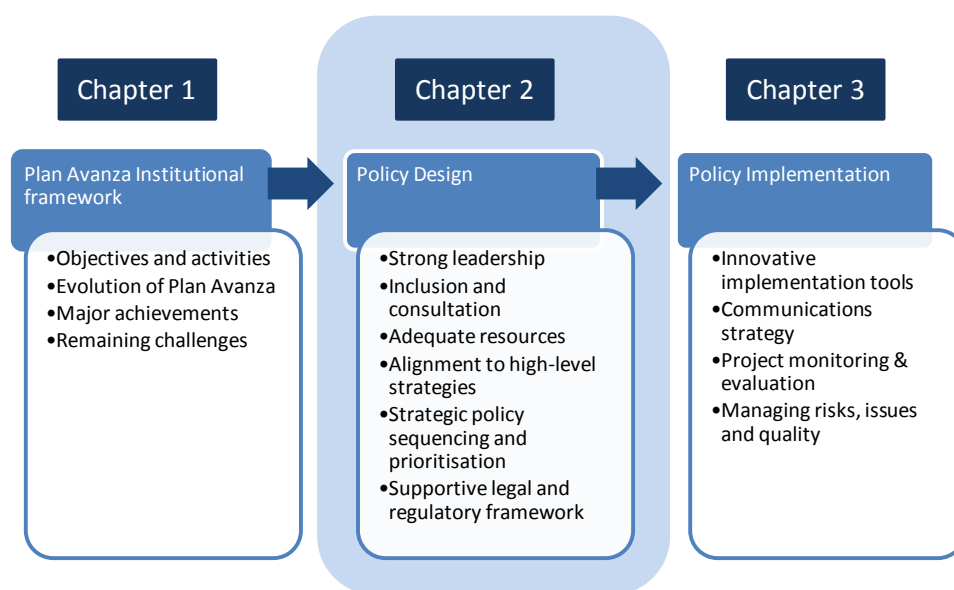 Chapter 1
Plan Avanza Institutional
framework
•Objectives and activities
•Evolution of Plan Avanza
•Major achievements
•Remaining challenges
Chapter 2
Policy Design
•Strong leadership
•Inclusion and
consultation
•Adequate resources
•Alignment to high-level
strategies
•Strategic policy
sequencing and
prioritisation
•Supportive legal and
regulatory framework
Chapter 3
Policy Implementation
•Innovative
implementation tools
•Communications
strategy
•Project monitoring &
evaluation
•Managing risks, issues
and quality